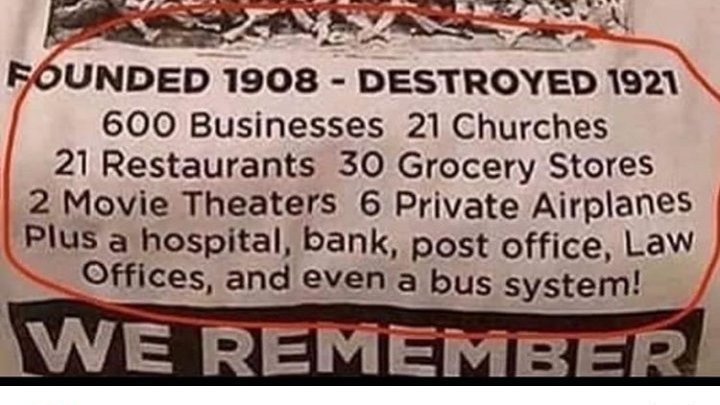 FOUNDED 1908 - DESTROYED 1921
600 Businesses 21 Churches
21 Restaurants 30 Grocery Stores
2 Movie Theaters 6 Private Airplanes
Plus a hospital, bank, post office, Law
Offices, and even a bus system!
WE REMEMBER